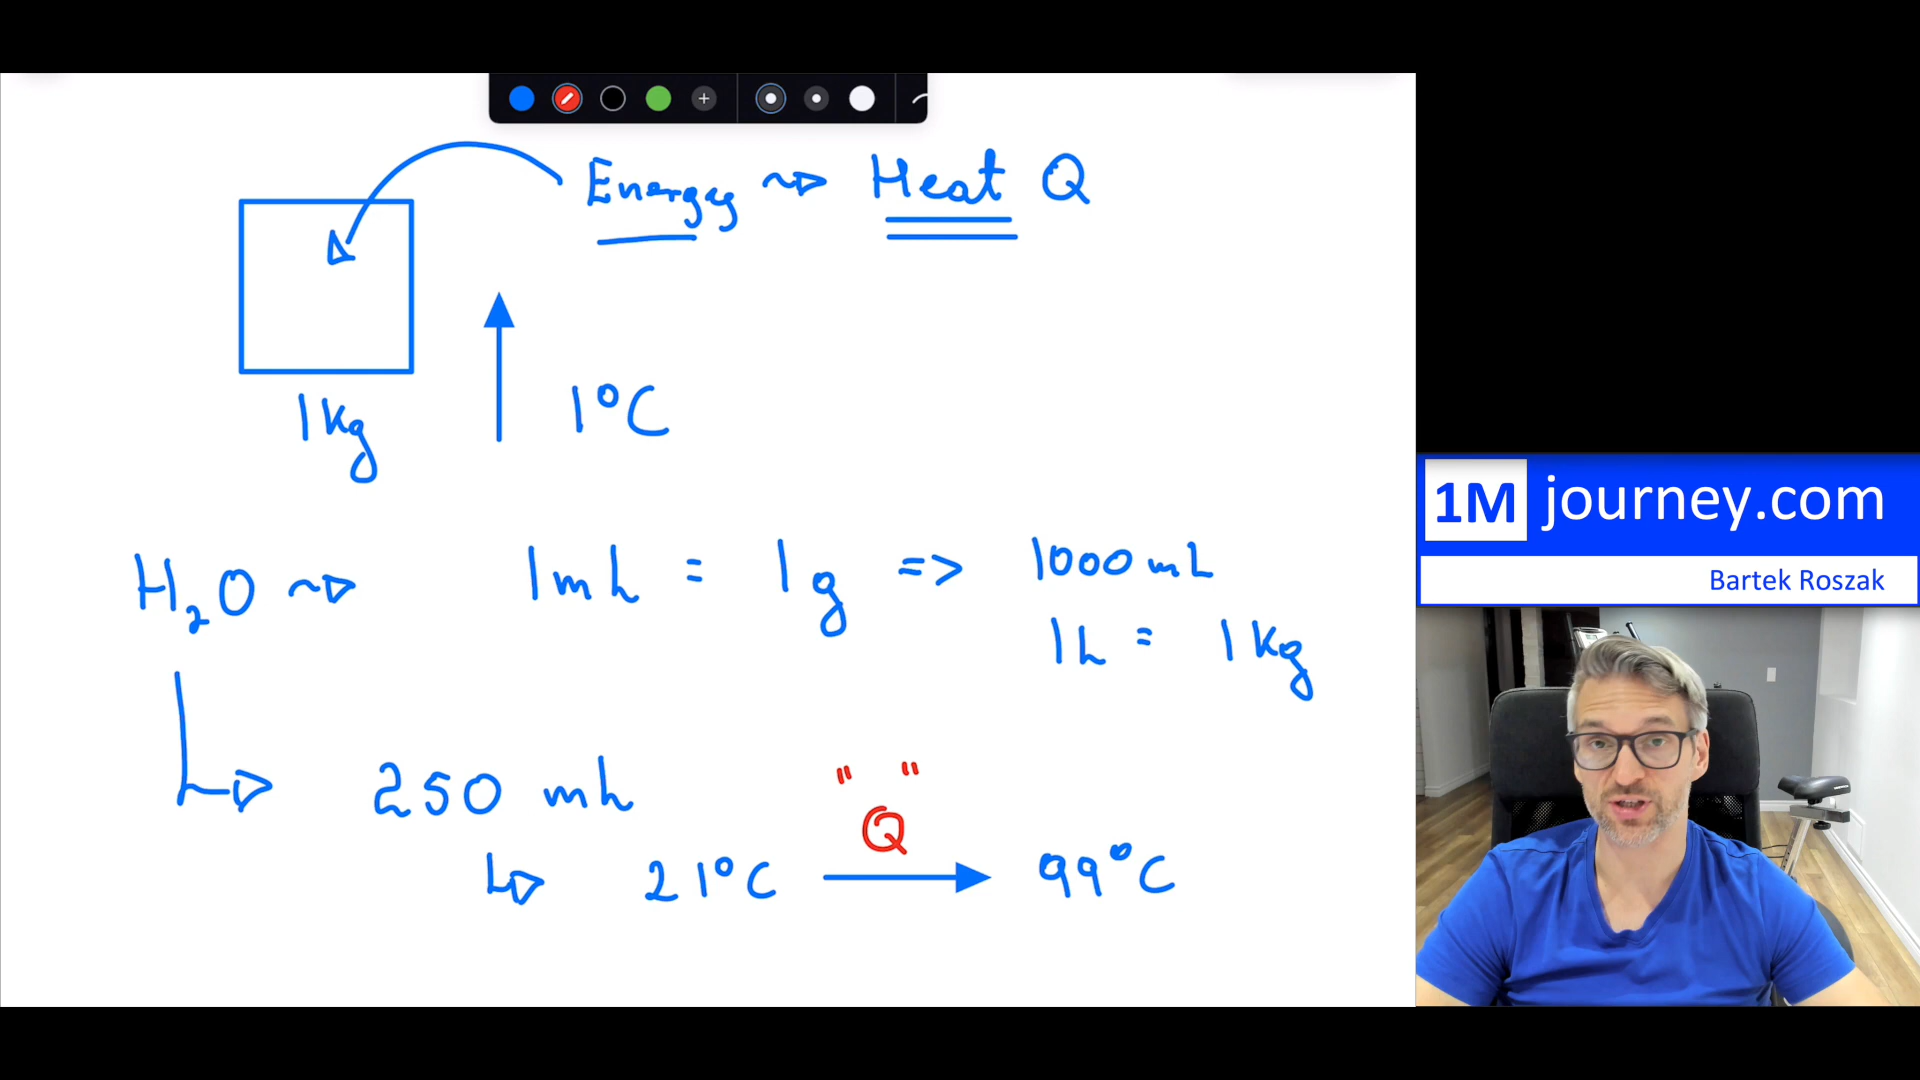 Energy ~> Heat Q
1kg
1°C
H₂O ~> 1mL = 1g => 1000mL
1L = 1kg
250 mL
" "
Q
21°C → 99°C
1M journey.com
Bartek Roszak